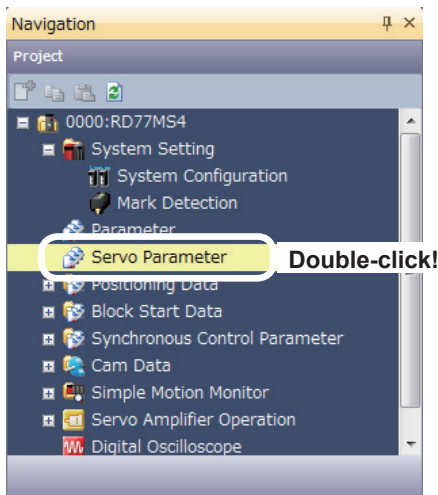 Navigation
Project
0000:RD77MS4
System Setting
System Configuration
Mark Detection
Parameter
Servo Parameter
Double-click!
Positioning Data
Block Start Data
Synchronous Control Parameter
Cam Data
Simple Motion Monitor
Servo Amplifier Operation
Digital Oscilloscope